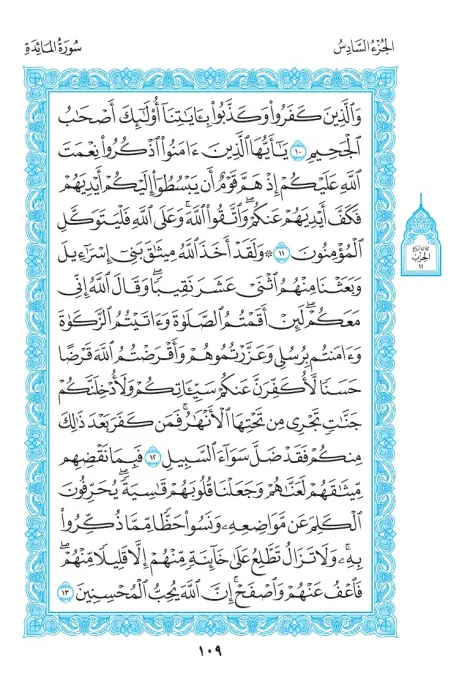 الجُزْءُ السَّادِسُ
سُورَةُ المَائِدَةِ
وَالَّذِينَ كَفَرُوا وَكَذَّبُوا بِـَٔايَٰتِنَآ أُوْلَٰٓئِكَ أَصْحَٰبُ
الْجَحِيمِ ١٠ يَٰٓأَيُّهَا الَّذِينَ ءَامَنُوا اذْكُرُوا نِعْمَتَ
اللَّهِ عَلَيْكُمْ إِذْ هَمَّ قَوْمٌ أَن يَبْسُطُوٓا إِلَيْكُمْ أَيْدِيَهُمْ
فَكَفَّ أَيْدِيَهُمْ عَنكُمْ ۖ وَاتَّقُوا اللَّهَ ۚ وَعَلَى اللَّهِ فَلْيَتَوَكَّلِ
الْمُؤْمِنُونَ ١١ ۞ وَلَقَدْ أَخَذَ اللَّهُ مِيثَٰقَ بَنِىٓ إِسْرَٰٓءِيلَ
وَبَعَثْنَا مِنْهُمُ اثْنَىْ عَشَرَ نَقِيبًا ۖ وَقَالَ اللَّهُ إِنِّى
مَعَكُمْ ۖ لَئِنْ أَقَمْتُمُ الصَّلَوٰةَ وَءَاتَيْتُمُ الزَّكَوٰةَ
وَءَامَنتُم بِرُسُلِى وَعَزَّرْتُمُوهُمْ وَأَقْرَضْتُمُ اللَّهَ قَرْضًا
حَسَنًا لَّأُكَفِّرَنَّ عَنكُمْ سَيِّـَٔاتِكُمْ وَلَأُدْخِلَنَّكُمْ
جَنَّٰتٍ تَجْرِى مِن تَحْتِهَا الْأَنْهَٰرُ ۚ فَمَن كَفَرَ بَعْدَ ذَٰلِكَ
مِنكُمْ فَقَدْ ضَلَّ سَوَآءَ السَّبِيلِ ١٢ فَبِمَا نَقْضِهِم
مِّيثَٰقَهُمْ لَعَنَّٰهُمْ وَجَعَلْنَا قُلُوبَهُمْ قَٰسِيَةً ۖ يُحَرِّفُونَ
الْكَلِمَ عَن مَّوَاضِعِهِۦ ۙ وَنَسُوا حَظًّا مِّمَّا ذُكِّرُوا
بِهِۦ ۚ وَلَا تَزَالُ تَطَّلِعُ عَلَىٰ خَآئِنَةٍ مِّنْهُمْ إِلَّا قَلِيلًا مِّنْهُمْ ۖ
فَاعْفُ عَنْهُمْ وَاصْفَحْ ۚ إِنَّ اللَّهَ يُحِبُّ الْمُحْسِنِينَ ١٣
الحزب
١١
١٠٩